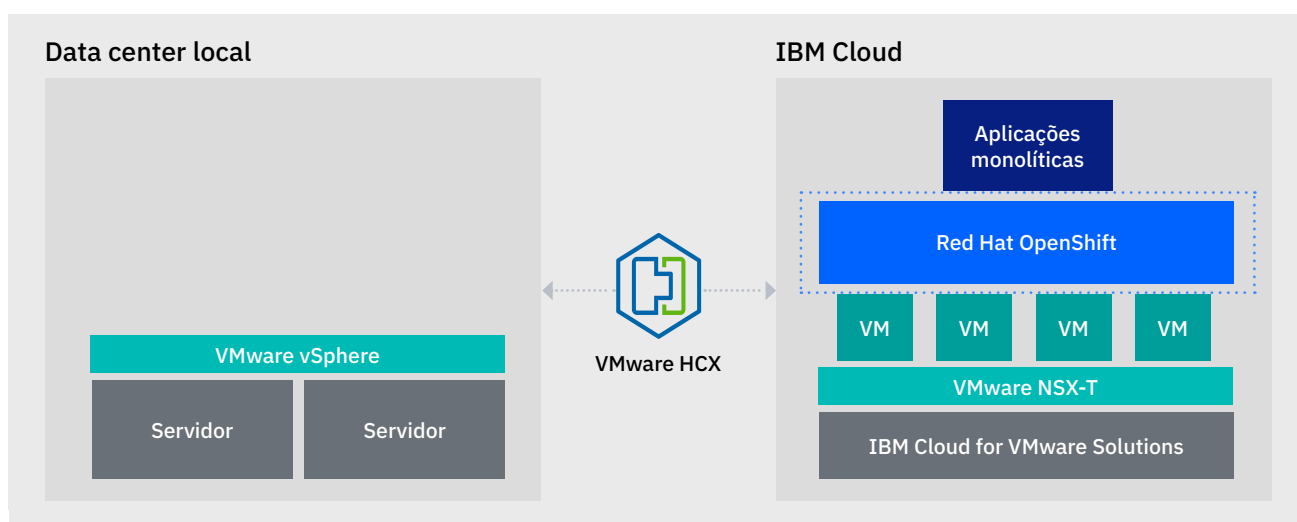 Data center local
IBM Cloud
Aplicações
monolíticas
Red Hat OpenShift
VM VM VM VM
VMware HCX
VMware vSphere
VMware NSX-T
Servidor Servidor
IBM Cloud for VMware Solutions